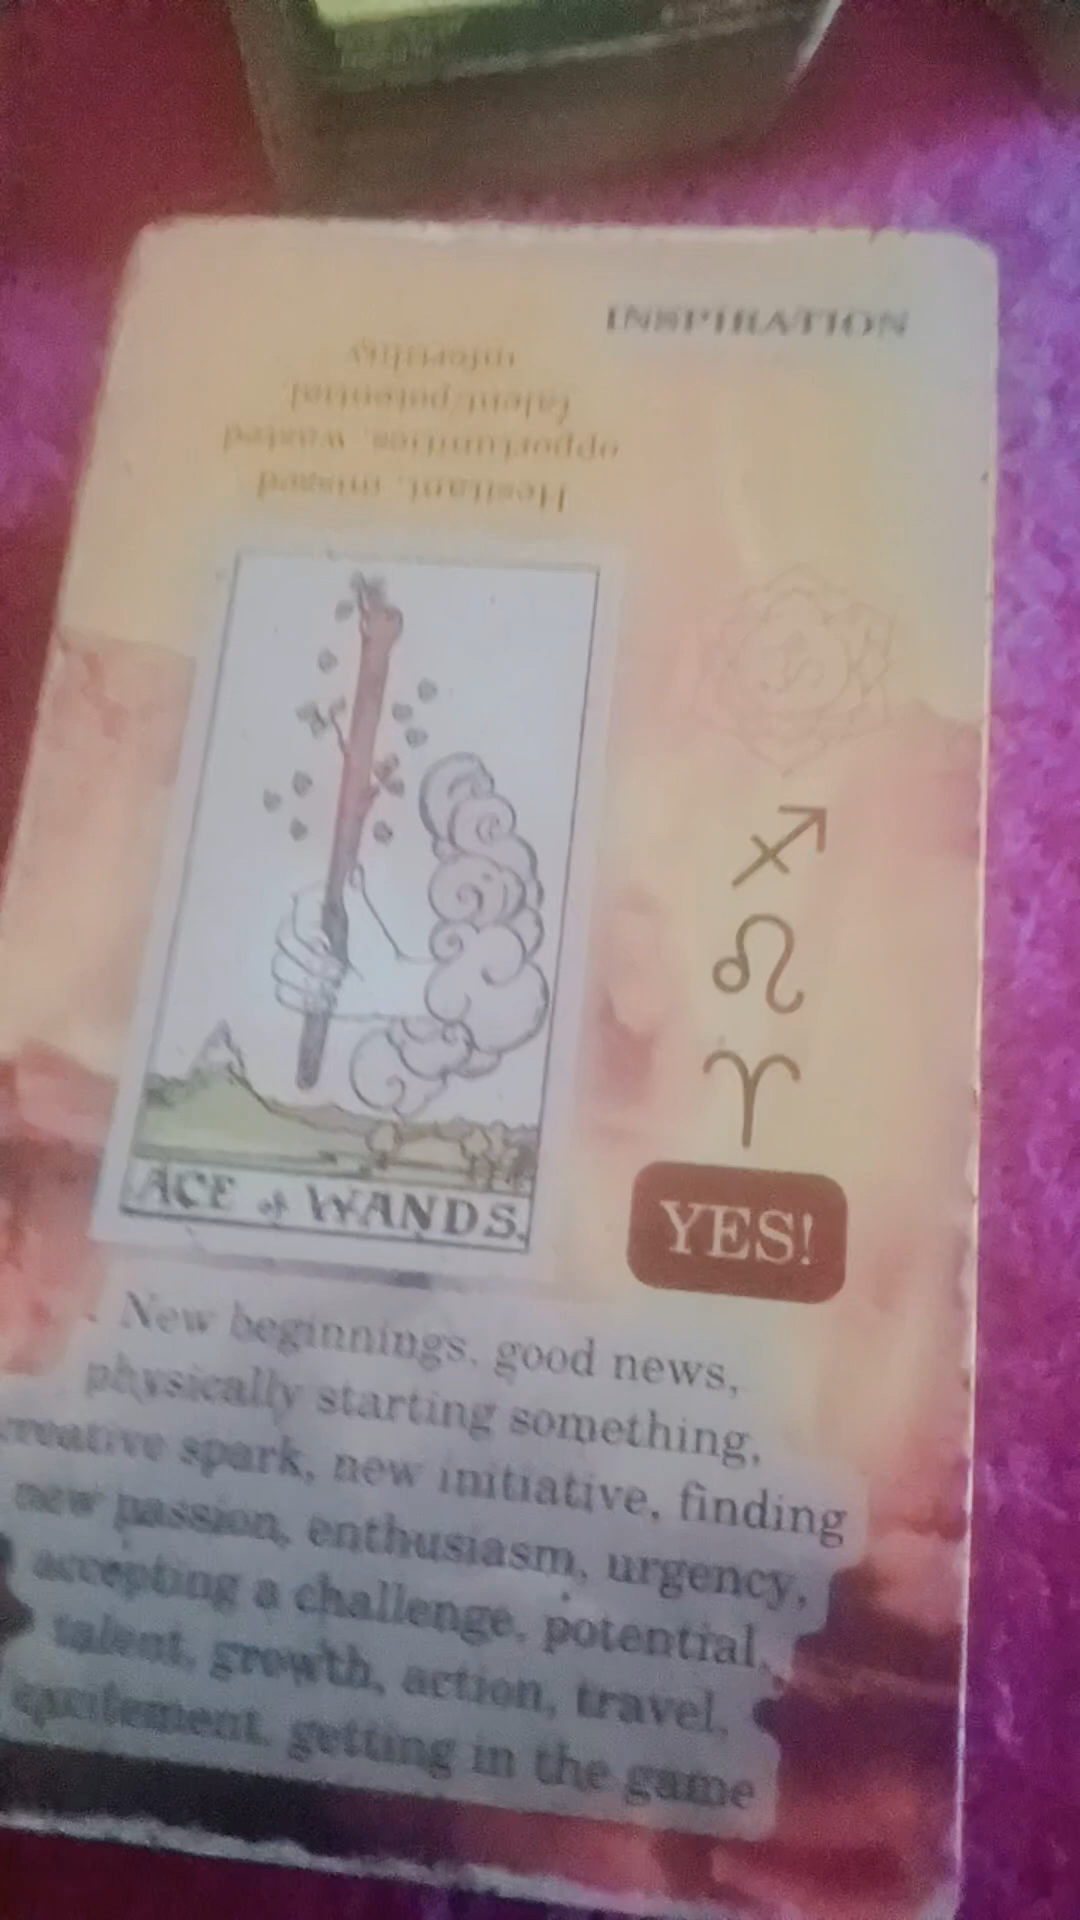 INSPIRATION
infertility
talent/potential,
opportunities, wasted
Hesitant, missed
ACE of WANDS.
YES!
New beginnings, good news,
physically starting something,
creative spark, new initiative, finding
new passion, enthusiasm, urgency,
accepting a challenge, potential,
talent, growth, action, travel,
excitement, getting in the game